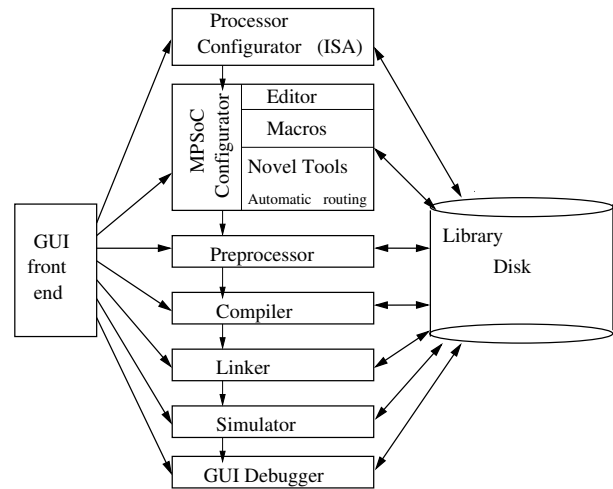 Processor
Configurator (ISA)
MPSoC
Configurator
Editor
Macros
Novel Tools
Automatic routing
GUI
front
end
Preprocessor
Compiler
Linker
Simulator
GUI Debugger
Library
Disk